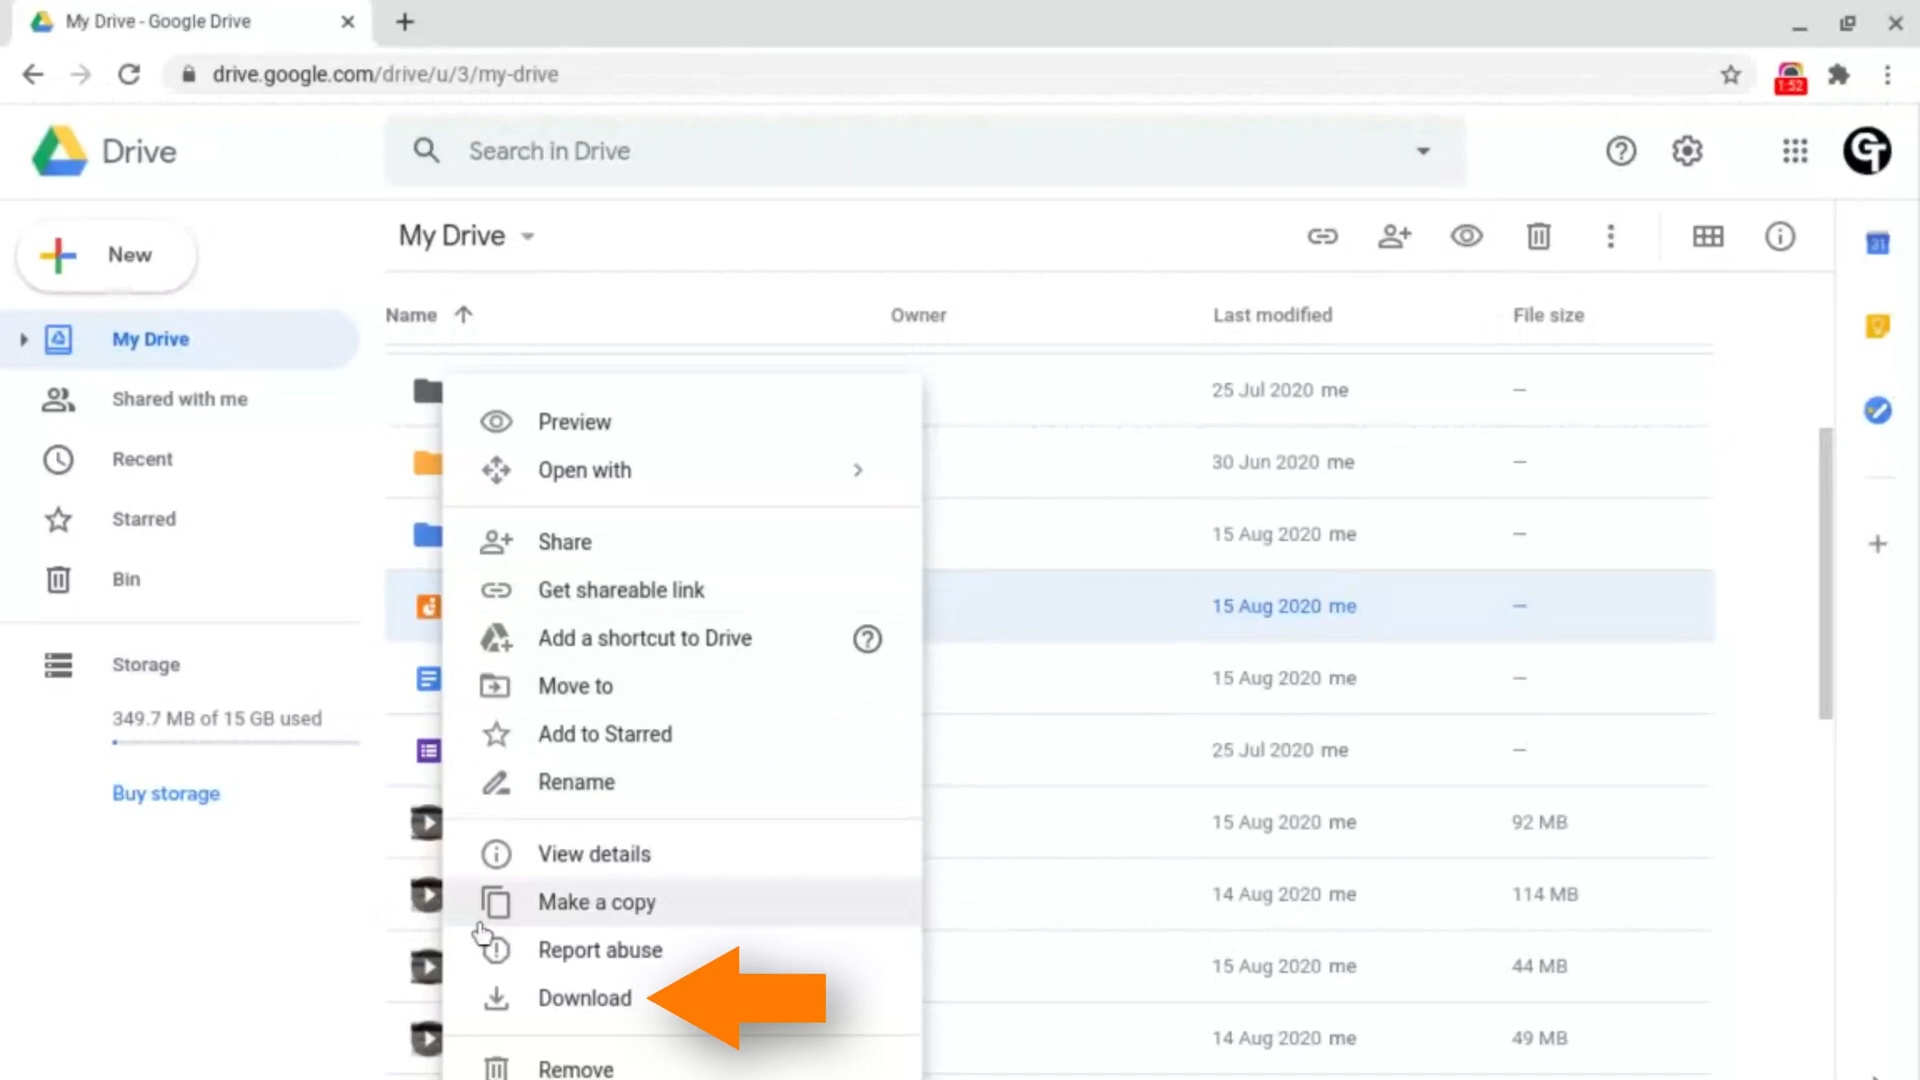 My Drive - Google Drive
drive.google.com/drive/u/3/my-drive
1:52
Drive
Search in Drive
GT
New
My Drive
31
Name Owner Last modified File size
My Drive
Shared with me
Recent
Starred
Bin
Storage
349.7 MB of 15 GB used
Buy storage
Preview
Open with
Share
Get shareable link
Add a shortcut to Drive
Move to
Add to Starred
Rename
View details
Make a copy
Report abuse
Download
Remove
25 Jul 2020 me –
30 Jun 2020 me –
15 Aug 2020 me –
15 Aug 2020 me –
15 Aug 2020 me –
25 Jul 2020 me –
15 Aug 2020 me 92 MB
14 Aug 2020 me 114 MB
15 Aug 2020 me 44 MB
14 Aug 2020 me 49 MB